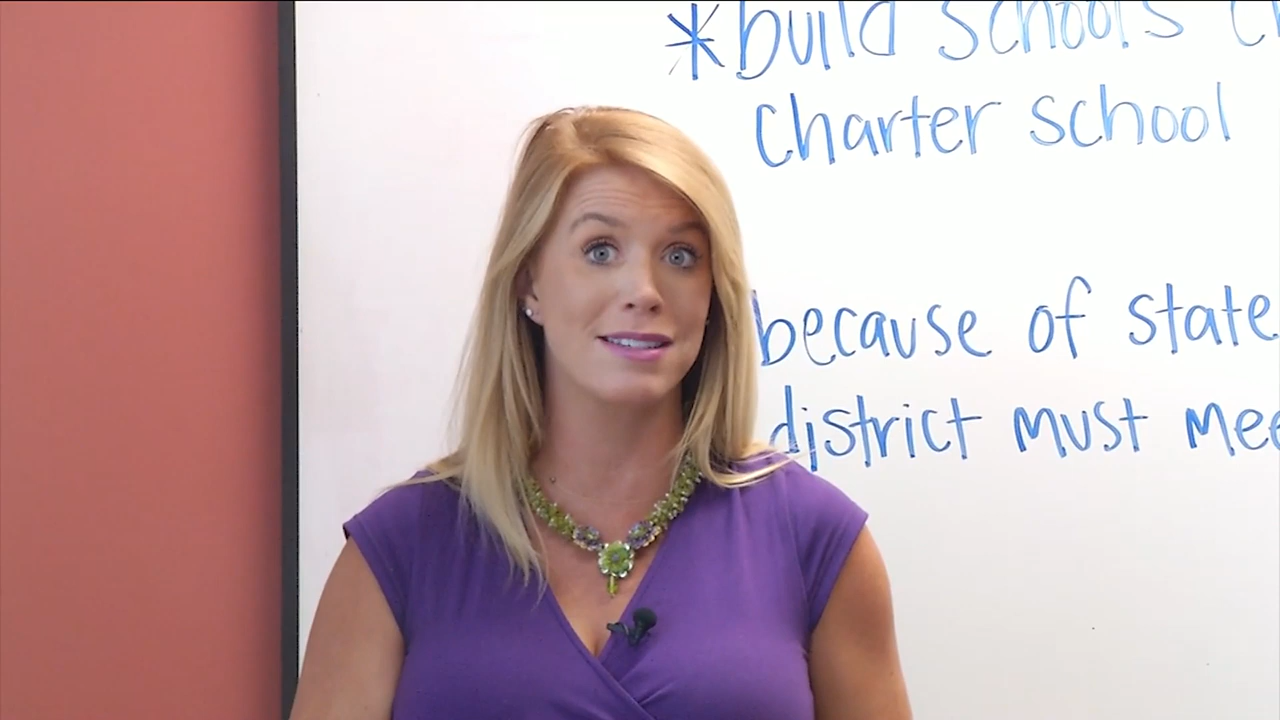 *build schools
charter school
because of state
district must